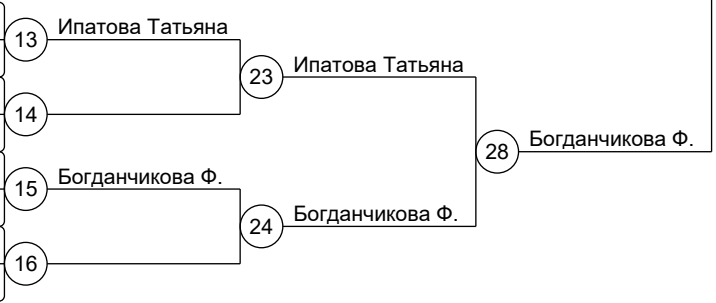 13 Ипатова Татьяна
23 Ипатова Татьяна
14
28 Богданчикова Ф.
15 Богданчикова Ф.
24 Богданчикова Ф.
16